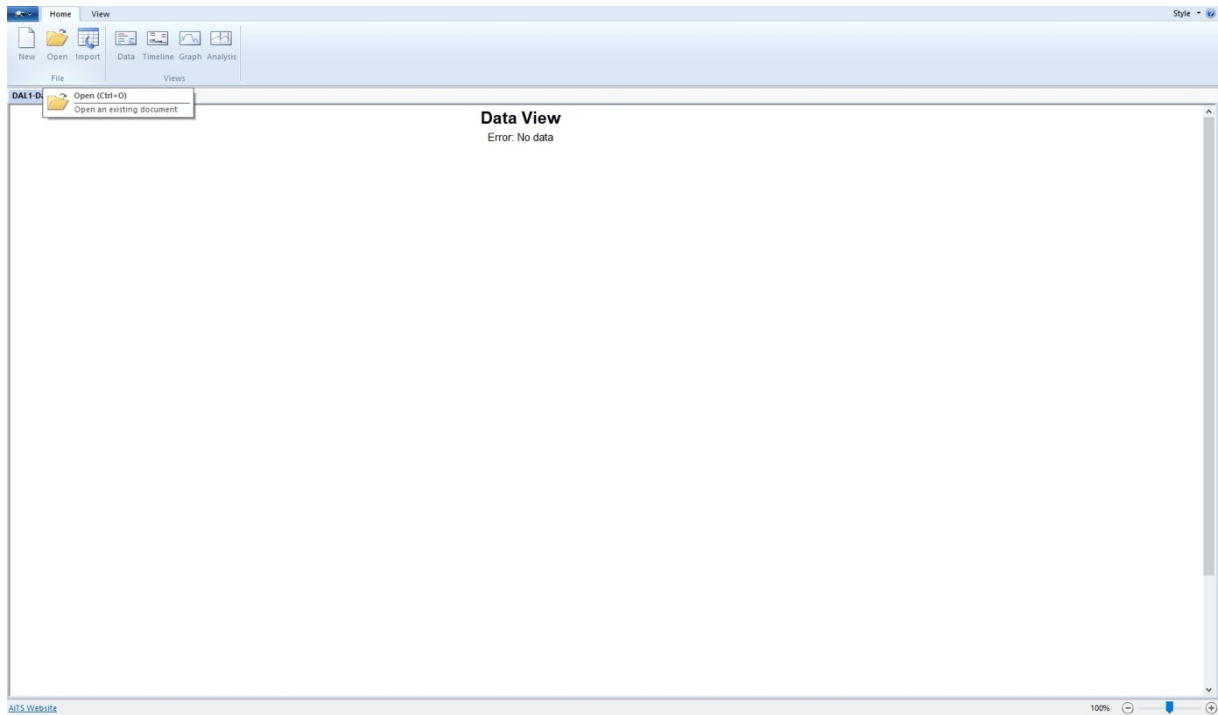 Home View Style
New Open Import Data Timeline Graph Analysis
File Views
DAL1-Da
Open (Ctrl+O)
Open an existing document
Data View
Error: No data
AITS Website 100%